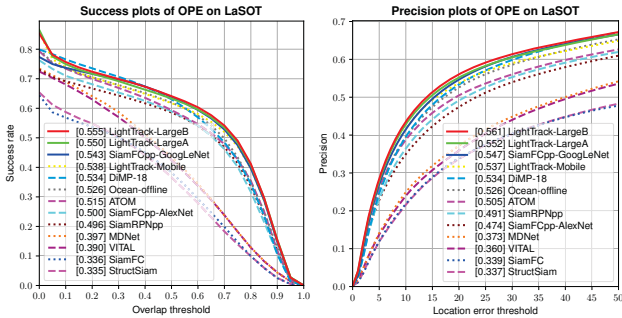 Success plots of OPE on LaSOT
0.8
0.7
0.6
0.5
0.4
0.3
0.2
0.1
0.0
Success rate
[0.555] LightTrack-LargeB
[0.550] LightTrack-LargeA
[0.543] SiamFCpp-GoogLeNet
[0.538] LightTrack-Mobile
[0.534] DiMP-18
[0.526] Ocean-offline
[0.515] ATOM
[0.500] SiamFCpp-AlexNet
[0.496] SiamRPNpp
[0.397] MDNet
[0.390] VITAL
[0.336] SiamFC
[0.335] StructSiam
0.0 0.1 0.2 0.3 0.4 0.5 0.6 0.7 0.8 0.9 1.0
Overlap threshold
Precision plots of OPE on LaSOT
0.7
0.6
0.5
0.4
0.3
0.2
0.1
0.0
Precision
[0.561] LightTrack-LargeB
[0.552] LightTrack-LargeA
[0.547] SiamFCpp-GoogLeNet
[0.537] LightTrack-Mobile
[0.534] DiMP-18
[0.526] Ocean-offline
[0.505] ATOM
[0.491] SiamRPNpp
[0.474] SiamFCpp-AlexNet
[0.373] MDNet
[0.360] VITAL
[0.339] SiamFC
[0.337] StructSiam
0 5 10 15 20 25 30 35 40 45 50
Location error threshold